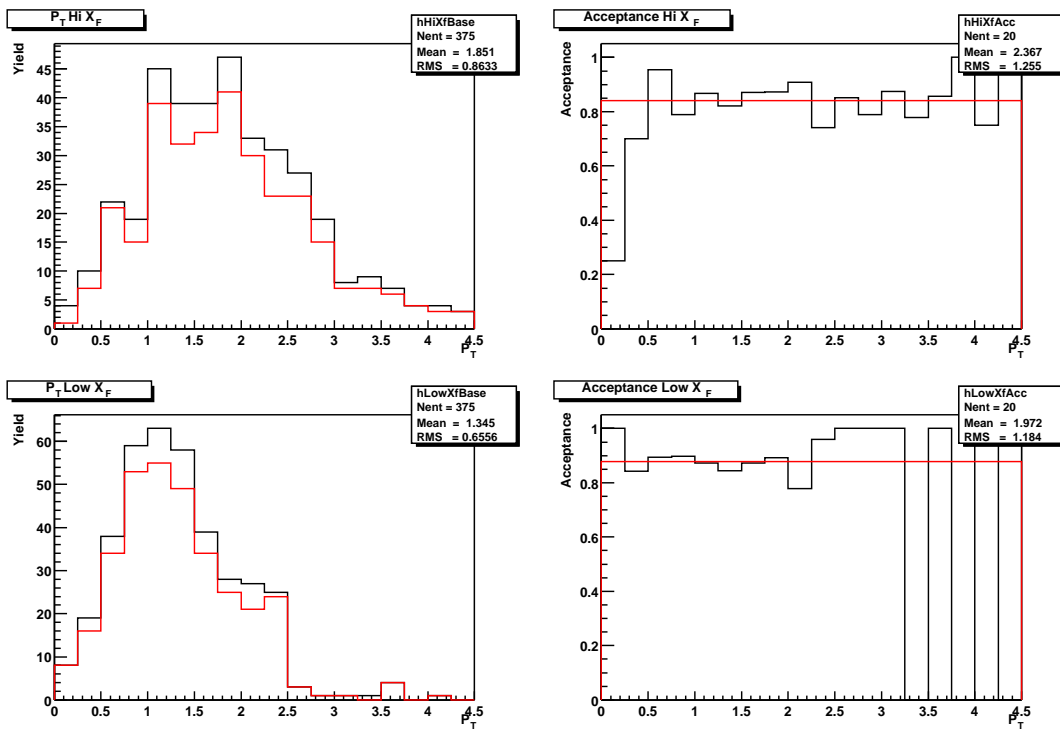 P_T Hi X_F
hHiXfBase
Nent = 375
Mean = 1.851
RMS = 0.8633
Yield
45
40
35
30
25
20
15
10
5
0
0 0.5 1 1.5 2 2.5 3 3.5 4 4.5
P_T
Acceptance Hi X_F
hHiXfAcc
Nent = 20
Mean = 2.367
RMS = 1.255
Acceptance
1
0.8
0.6
0.4
0.2
0
0 0.5 1 1.5 2 2.5 3 3.5 4 4.5
P_T
P_T Low X_F
hLowXfBase
Nent = 375
Mean = 1.345
RMS = 0.6556
Yield
60
50
40
30
20
10
0
0 0.5 1 1.5 2 2.5 3 3.5 4 4.5
P_T
Acceptance Low X_F
hLowXfAcc
Nent = 20
Mean = 1.972
RMS = 1.184
Acceptance
1
0.8
0.6
0.4
0.2
0
0 0.5 1 1.5 2 2.5 3 3.5 4 4.5
P_T